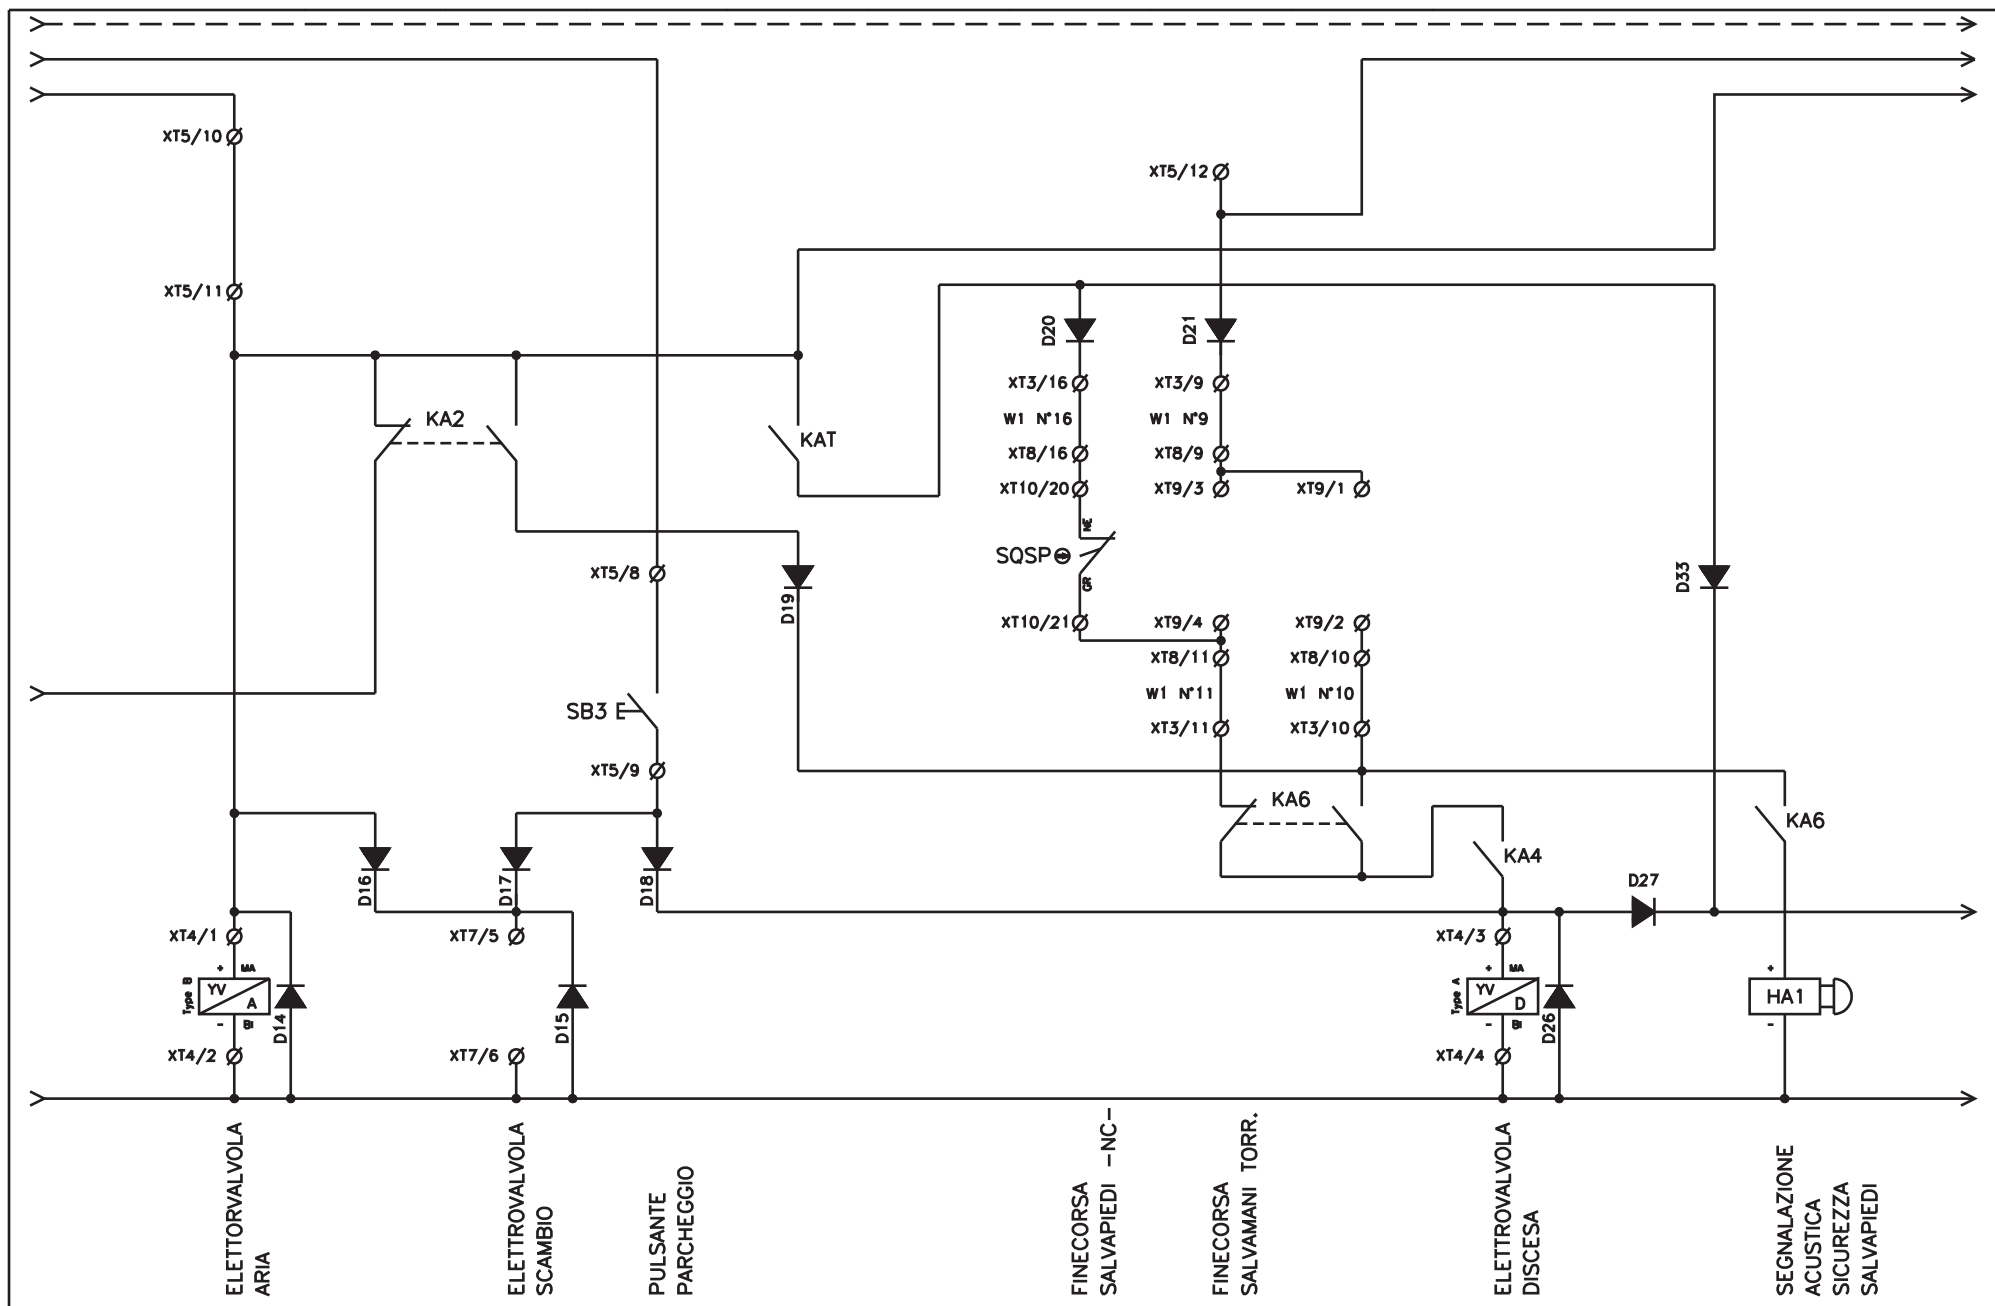 XT5/10
XT5/12
XT5/11
D20
D21
XT3/16
XT3/9
W1 N°16
W1 N°9
KA2
KAT
XT8/16
XT8/9
XT10/20
XT9/3
XT9/1
NE
SQSP
GR
XT5/8
D19
D33
XT10/21
XT9/4
XT9/2
XT8/11
XT8/10
W1 N°11
W1 N°10
SB3
XT3/11
XT3/10
XT5/9
KA6
KA6
KA4
D16
D17
D18
D27
XT4/1
XT7/5
XT4/3
+ MA
+ MA
+
Type B
YV
A
Type A
YV
D
HA1
- BI
- BI
-
D14
D15
D26
XT4/2
XT7/6
XT4/4
ELETTORVALVOLA
ARIA
ELETTROVALVOLA
SCAMBIO
PULSANTE
PARCHEGGIO
FINECORSA
SALVAPIEDI -NC-
FINECORSA
SALVAMANI TORR.
ELETTROVALVOLA
DISCESA
SEGNALAZIONE
ACUSTICA
SICUREZZA
SALVAPIEDI